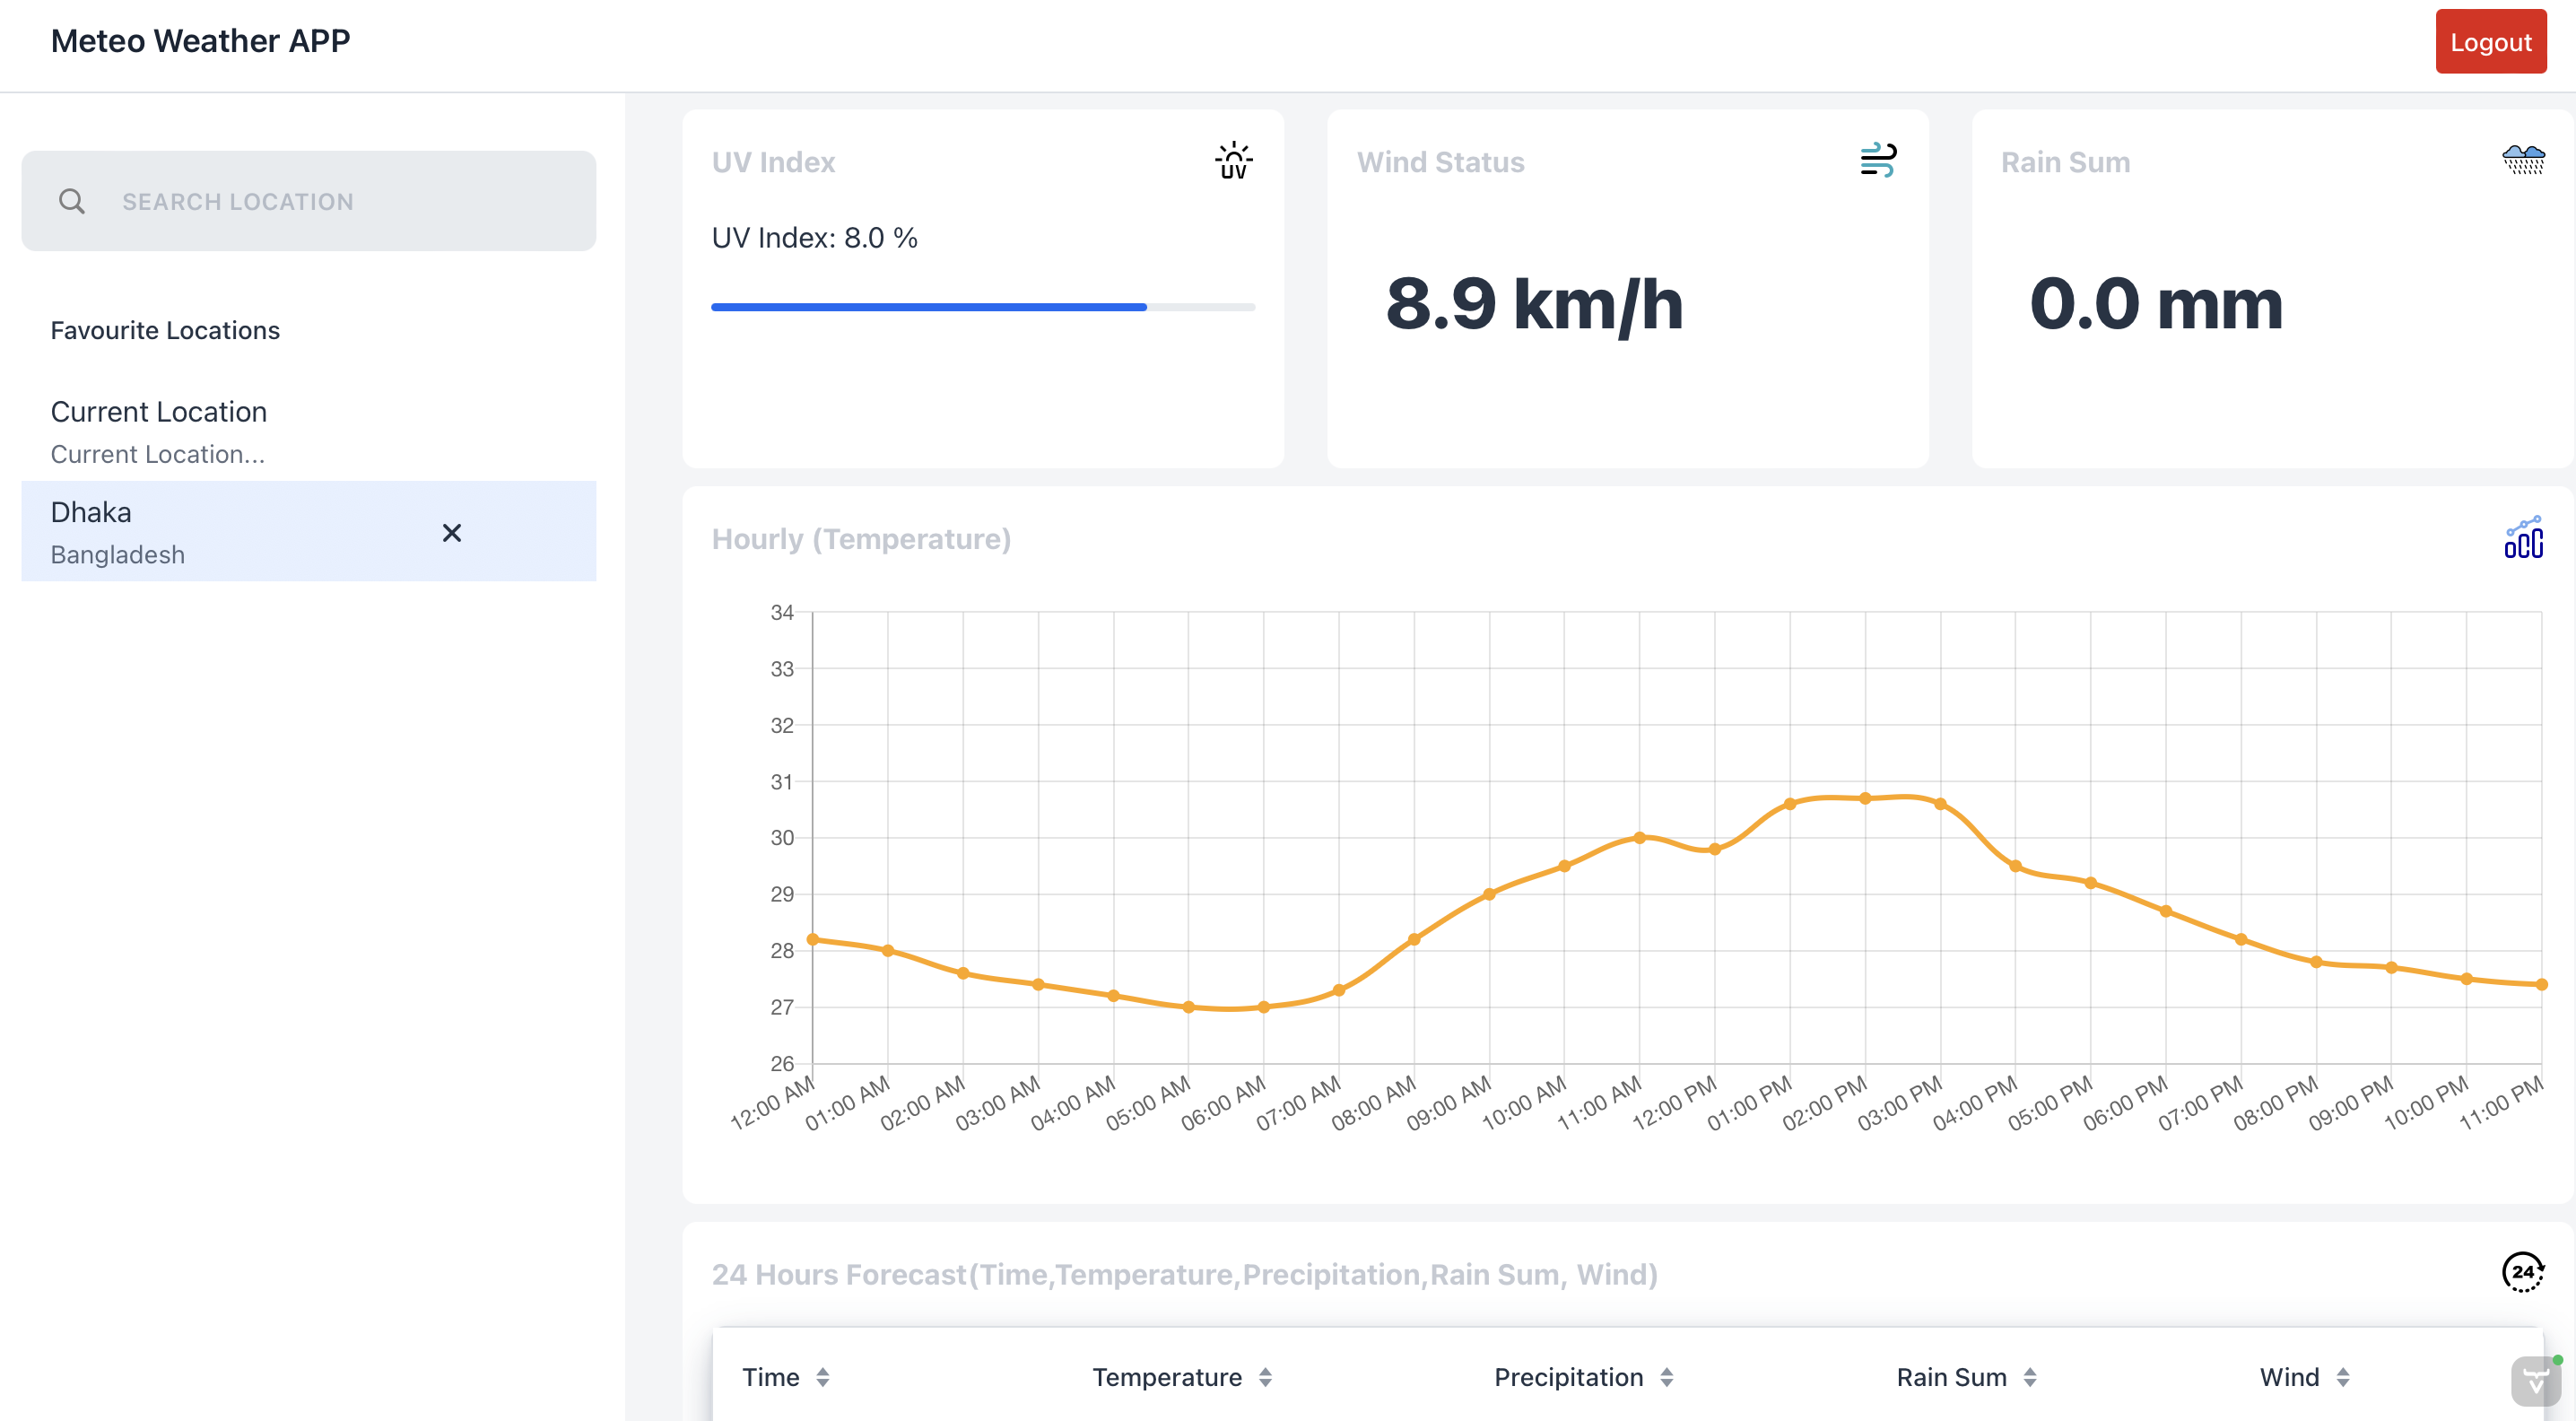 Meteo Weather APP
Logout
SEARCH LOCATION
Favourite Locations
Current Location
Current Location...
Dhaka
Bangladesh
UV Index
UV
UV Index: 8.0 %
Wind Status
8.9 km/h
Rain Sum
0.0 mm
Hourly (Temperature)
34
33
32
31
30
29
28
27
26
12:00 AM 01:00 AM 02:00 AM 03:00 AM 04:00 AM 05:00 AM 06:00 AM 07:00 AM 08:00 AM 09:00 AM 10:00 AM 11:00 AM 12:00 PM 01:00 PM 02:00 PM 03:00 PM 04:00 PM 05:00 PM 06:00 PM 07:00 PM 08:00 PM 09:00 PM 10:00 PM 11:00 PM
24 Hours Forecast(Time,Temperature,Precipitation,Rain Sum, Wind)
24
Time Temperature Precipitation Rain Sum Wind